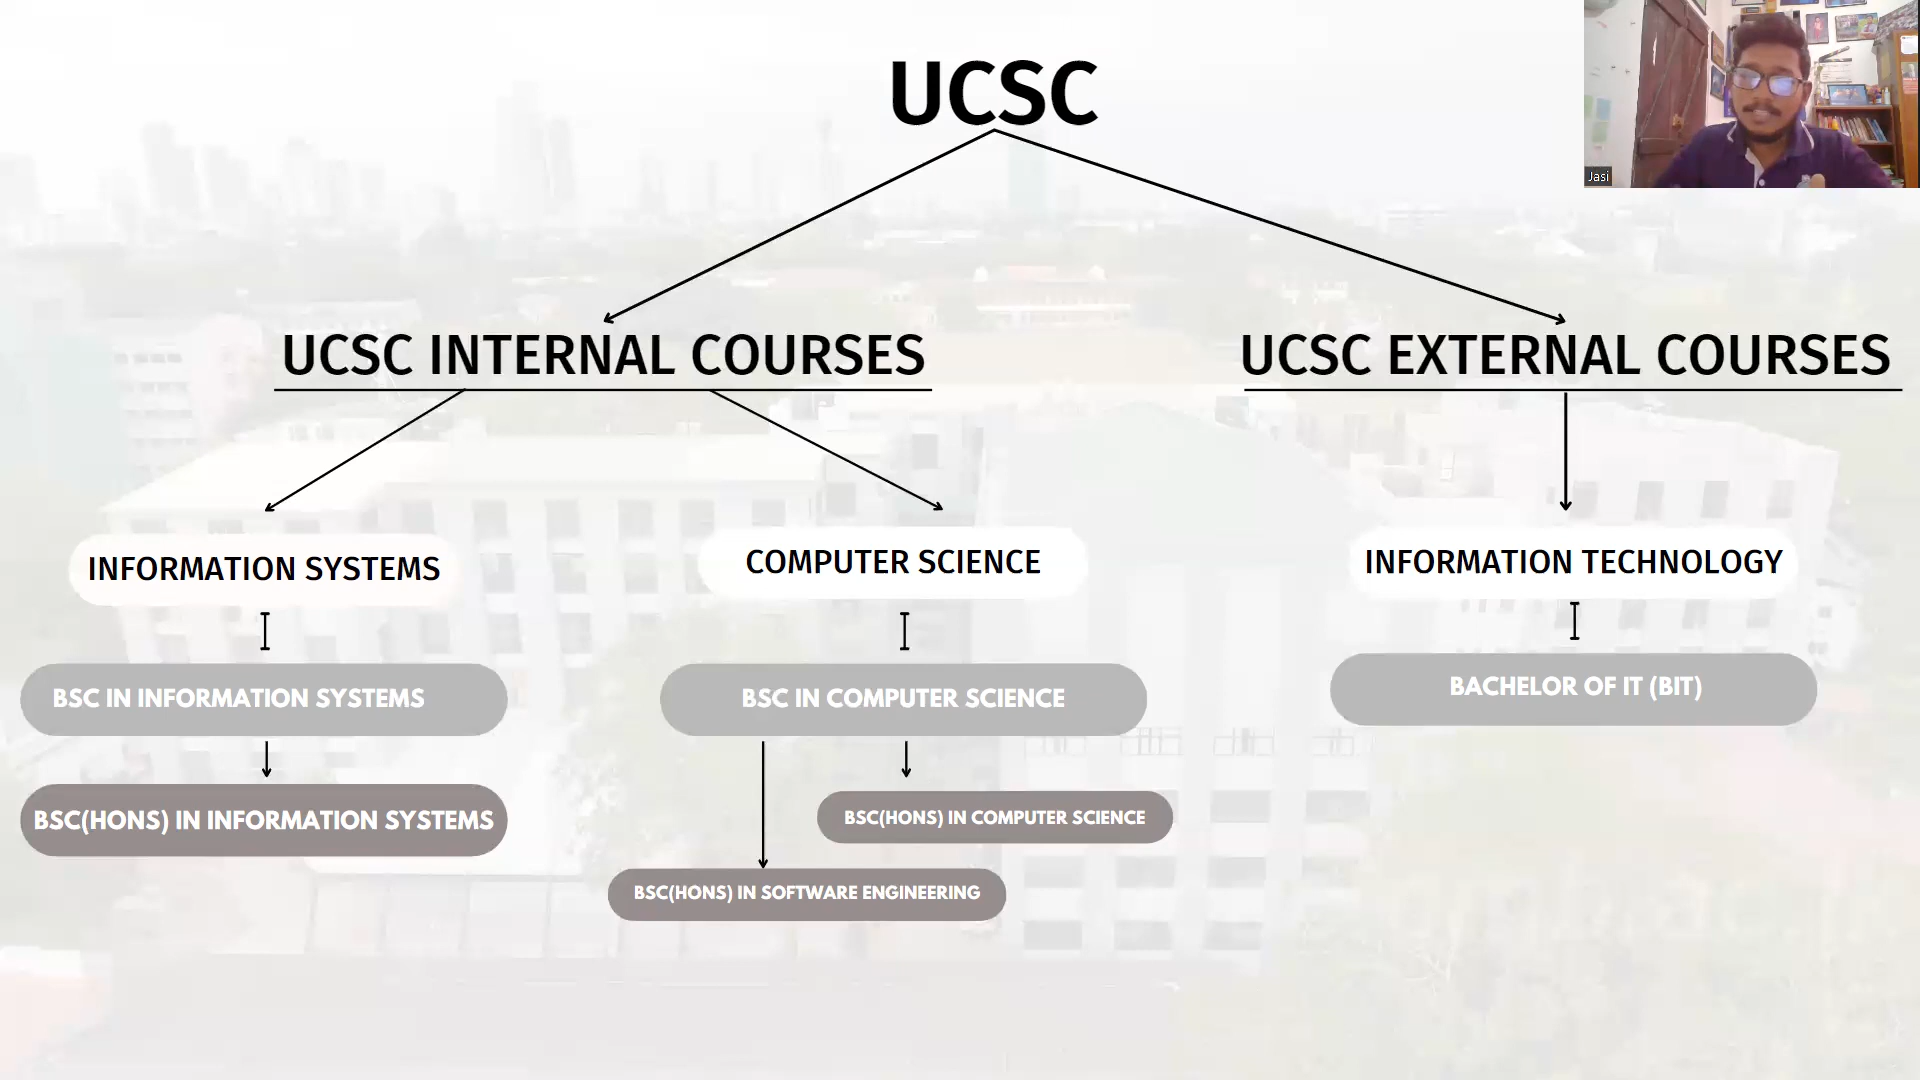 UCSC
Jasi
UCSC INTERNAL COURSES
UCSC EXTERNAL COURSES
INFORMATION SYSTEMS
COMPUTER SCIENCE
INFORMATION TECHNOLOGY
BSC IN INFORMATION SYSTEMS
BSC IN COMPUTER SCIENCE
BACHELOR OF IT (BIT)
BSC(HONS) IN INFORMATION SYSTEMS
BSC(HONS) IN COMPUTER SCIENCE
BSC(HONS) IN SOFTWARE ENGINEERING